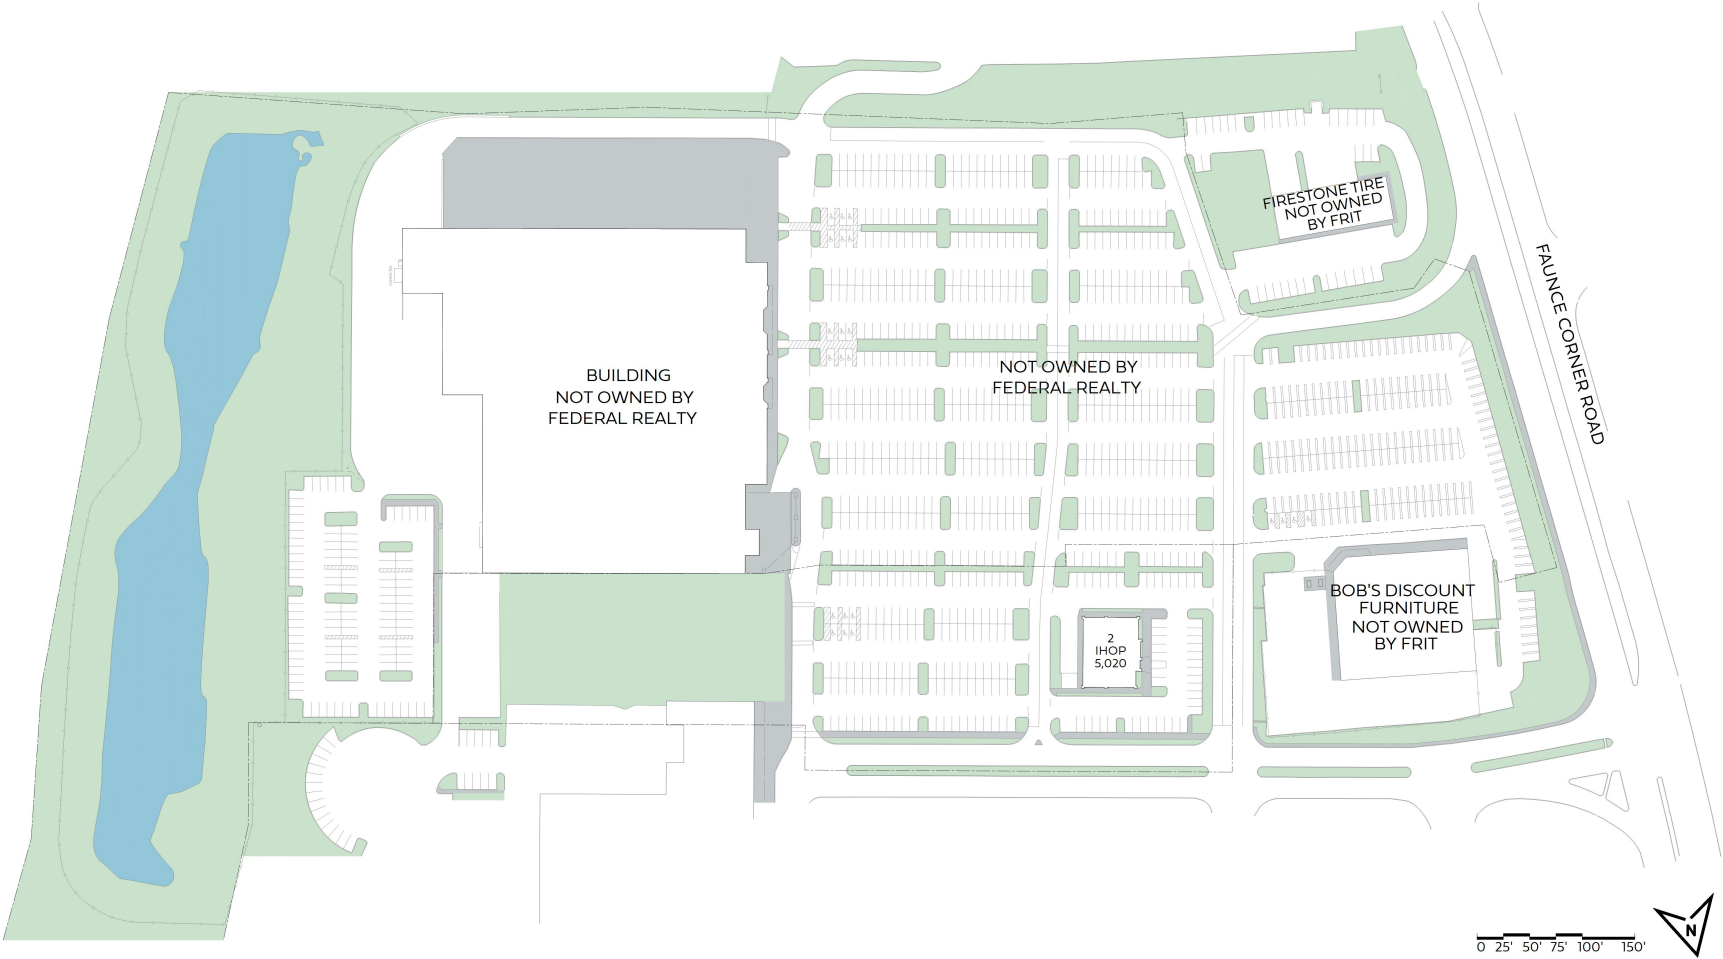 FIRESTONE TIRE
NOT OWNED
BY FRIT
FAUNCE CORNER ROAD
BUILDING
NOT OWNED BY
FEDERAL REALTY
NOT OWNED BY
FEDERAL REALTY
BOB'S DISCOUNT
FURNITURE
NOT OWNED
BY FRIT
2
IHOP
5,020
N
0 25' 50' 75' 100' 150'